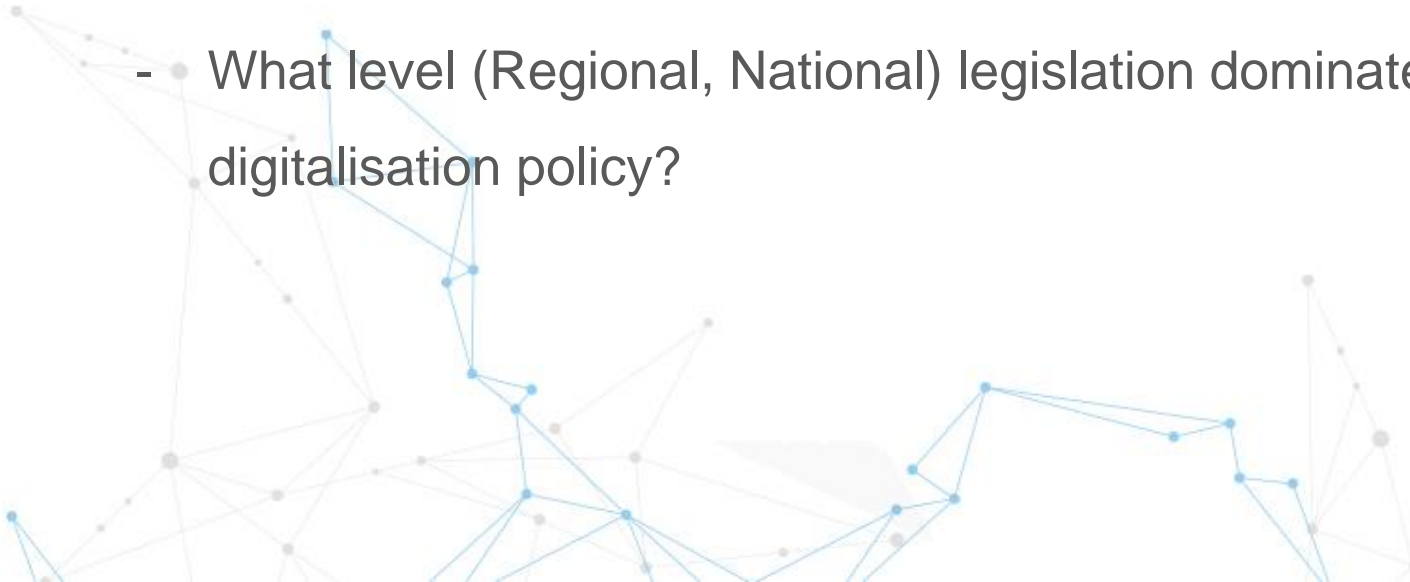 - What level (Regional, National) legislation dominate
digitalisation policy?